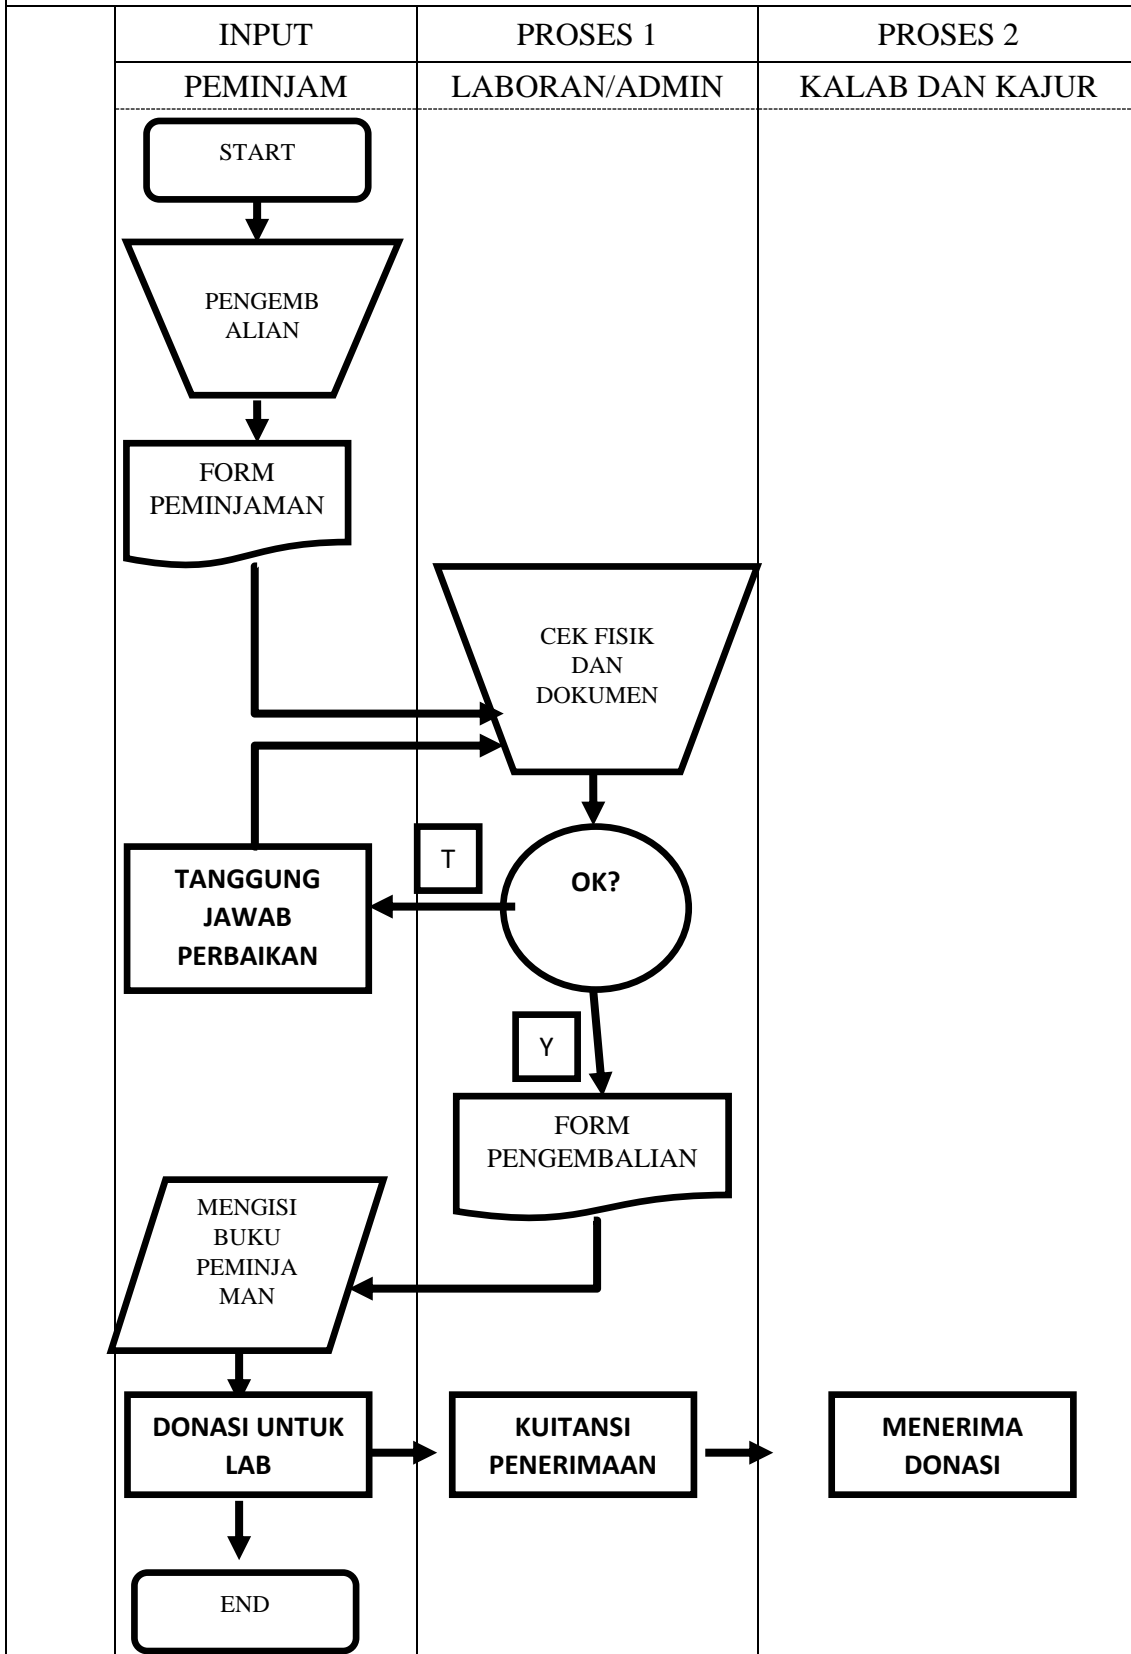 INPUT
PROSES 1
PROSES 2
PEMINJAM
LABORAN/ADMIN
KALAB DAN KAJUR
START
PENGEMB
ALIAN
FORM
PEMINJAMAN
CEK FISIK
DAN
DOKUMEN
OK?
T
TANGGUNG
JAWAB
PERBAIKAN
Y
FORM
PENGEMBALIAN
MENGISI
BUKU
PEMINJA
MAN
DONASI UNTUK
LAB
KUITANSI
PENERIMAAN
MENERIMA
DONASI
END